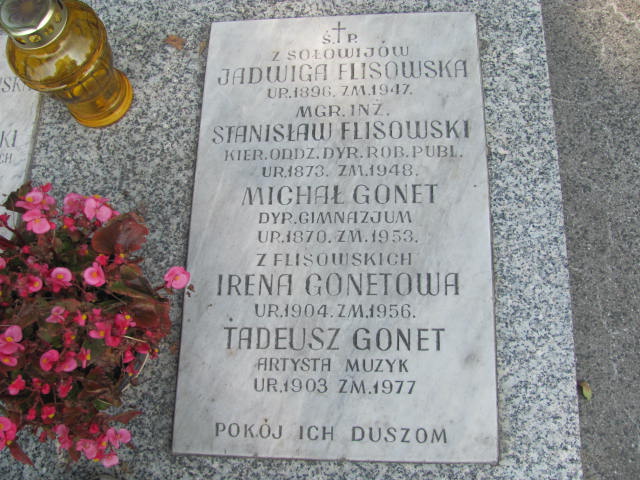 Ś. † P.
Z SOŁOWIJÓW
JADWIGA FLISOWSKA
UR. 1896. ZM. 1947.
MGR. INŻ.
STANISŁAW FLISOWSKI
KIER. ODDZ. DYR. ROB. PUBL.
UR. 1873. ZM. 1948.
MICHAŁ GONET
DYR. GIMNAZJUM
UR. 1870. ZM. 1953.
Z FLISOWSKICH
IRENA GONETOWA
UR. 1904. ZM. 1956.
TADEUSZ GONET
ARTYSTA MUZYK
UR. 1903 ZM. 1977
POKÓJ ICH DUSZOM